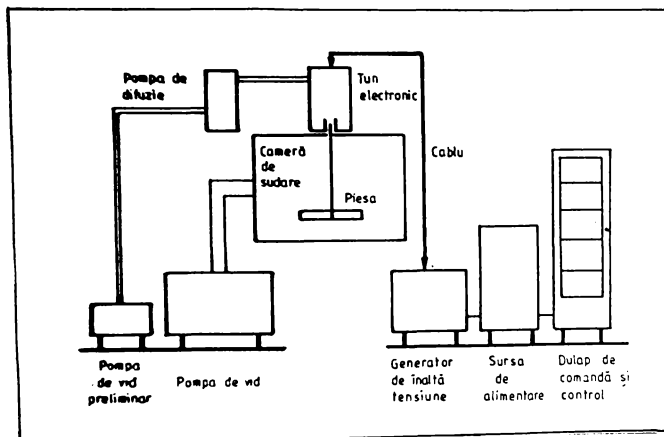 Pompa de
difuzie
Tun
electronic
Cameră
de
sudare
Piesa
Cablu
Pompa
de vid
preliminar
Pompa de vid
Generator
de înaltă
tensiune
Sursa
de
alimentare
Dulap de
comandă și
control